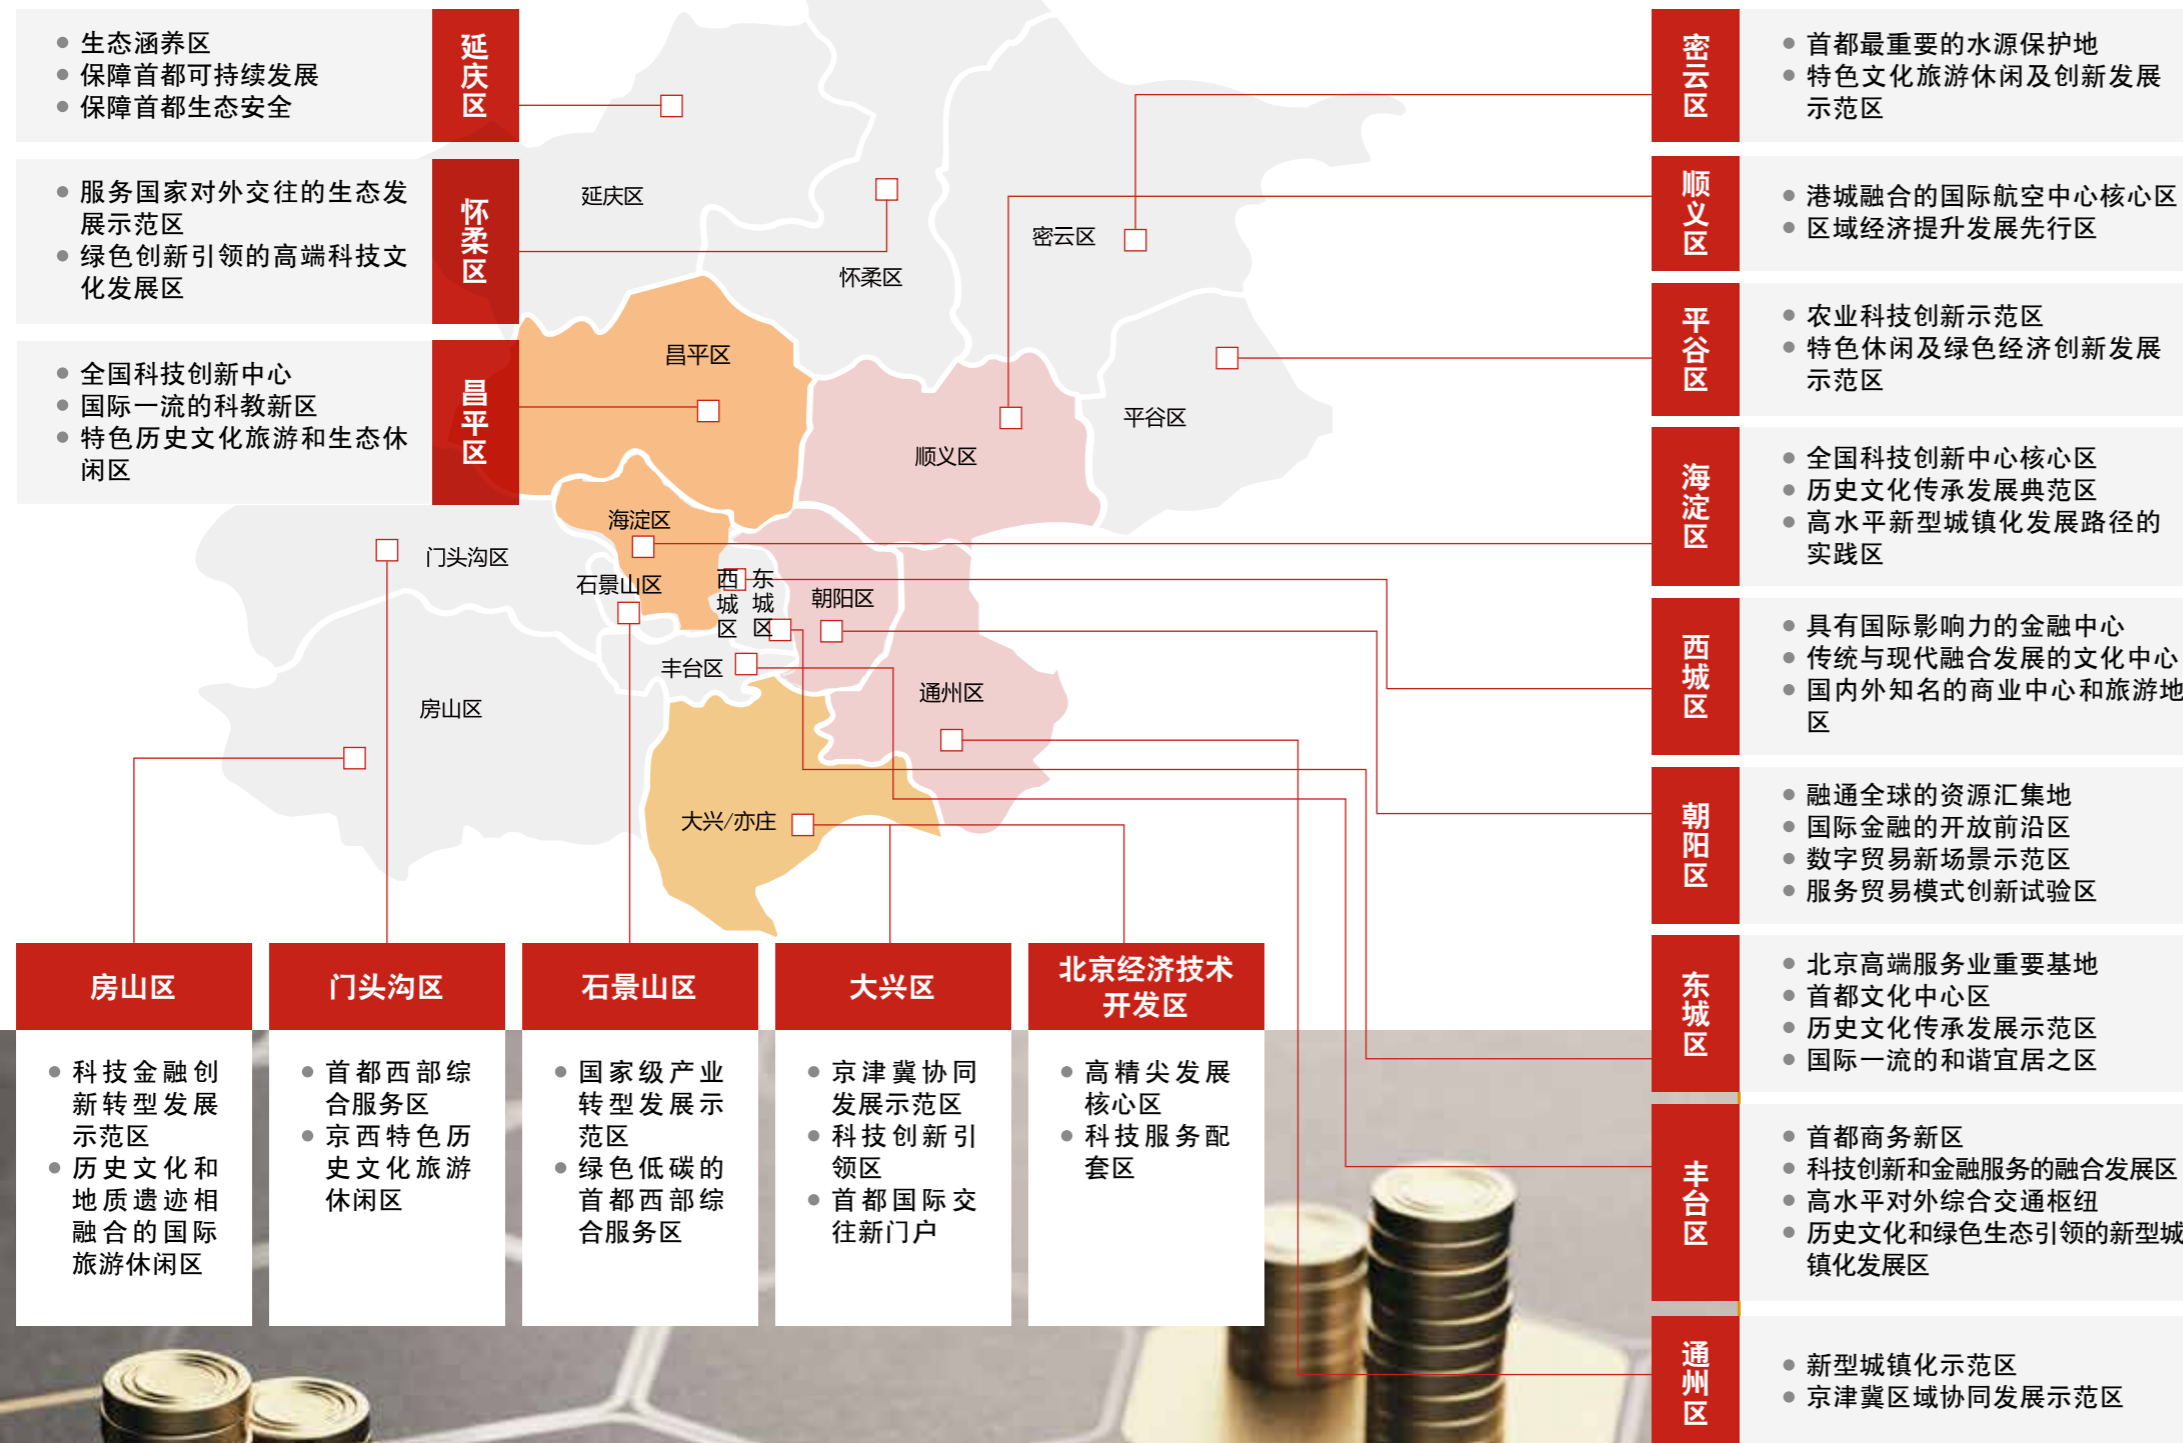 延庆区
生态涵养区
保障首都可持续发展
保障首都生态安全
怀柔区
服务国家对外交往的生态发
展示范区
绿色创新引领的高端科技文
化发展区
昌平区
全国科技创新中心
国际一流的科教新区
特色历史文化旅游和生态休
闲区
延庆区
怀柔区
密云区
昌平区
顺义区
平谷区
海淀区
门头沟区
石景山区
西城区
东城区
朝阳区
丰台区
通州区
房山区
大兴/亦庄
密云区
首都最重要的水源保护地
特色文化旅游休闲及创新发展
示范区
顺义区
港城融合的国际航空中心核心区
区域经济提升发展先行区
平谷区
农业科技创新示范区
特色休闲及绿色经济创新发展
示范区
海淀区
全国科技创新中心核心区
历史文化传承发展典范区
高水平新型城镇化发展路径的
实践区
西城区
具有国际影响力的金融中心
传统与现代融合发展的文化中心
国内外知名的商业中心和旅游地
区
朝阳区
融通全球的资源汇集地
国际金融的开放前沿区
数字贸易新场景示范区
服务贸易模式创新试验区
东城区
北京高端服务业重要基地
首都文化中心区
历史文化传承发展示范区
国际一流的和谐宜居之区
丰台区
首都商务新区
科技创新和金融服务的融合发展区
高水平对外综合交通枢纽
历史文化和绿色生态引领的新型城
镇化发展区
通州区
新型城镇化示范区
京津冀区域协同发展示范区
房山区
科技金融创
新转型发展
示范区
历史文化和
地质遗迹相
融合的国际
旅游休闲区
门头沟区
首都西部综
合服务区
京西特色历
史文化旅游
休闲区
石景山区
国家级产业
转型发展示
范区
绿色低碳的
首都西部综
合服务区
大兴区
京津冀协同
发展示范区
科技创新引
领区
首都国际交
往新门户
北京经济技术
开发区
高精尖发展
核心区
科技服务配
套区